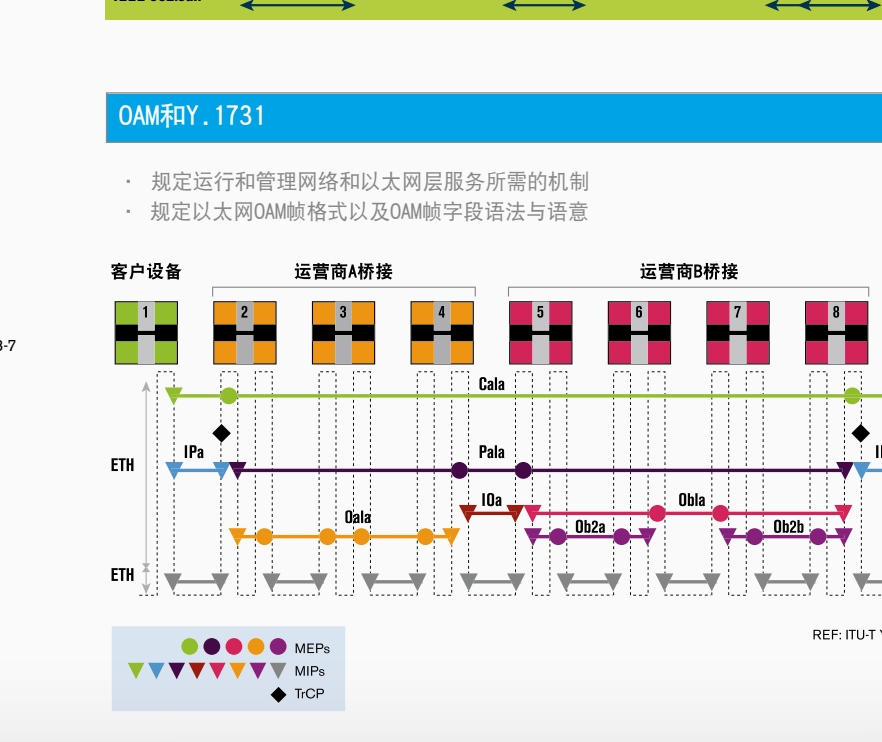 OAM和Y.1731
· 规定运行和管理网络和以太网层服务所需的机制
· 规定以太网OAM帧格式以及OAM帧字段语法与语意
客户设备 运营商A桥接 运营商B桥接
1 2 3 4 5 6 7 8
3-7
Cala
IPa Pala
ETH
IOa Obla
Oala
Ob2a Ob2b
ETH
MEPs
MIPs
TrCP
REF: ITU-T